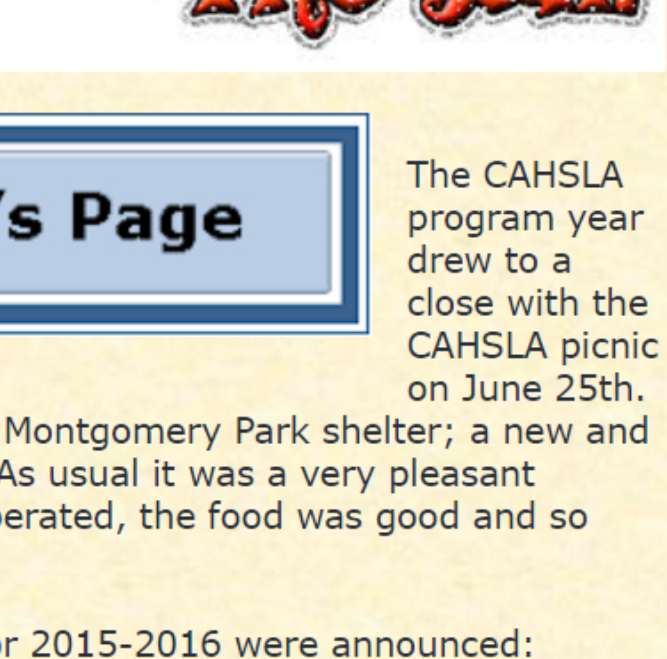 's Page
The CAHSLA
program year
drew to a
close with the
CAHSLA picnic
on June 25th.
Montgomery Park shelter; a new and
As usual it was a very pleasant
perated, the food was good and so
or 2015-2016 were announced: